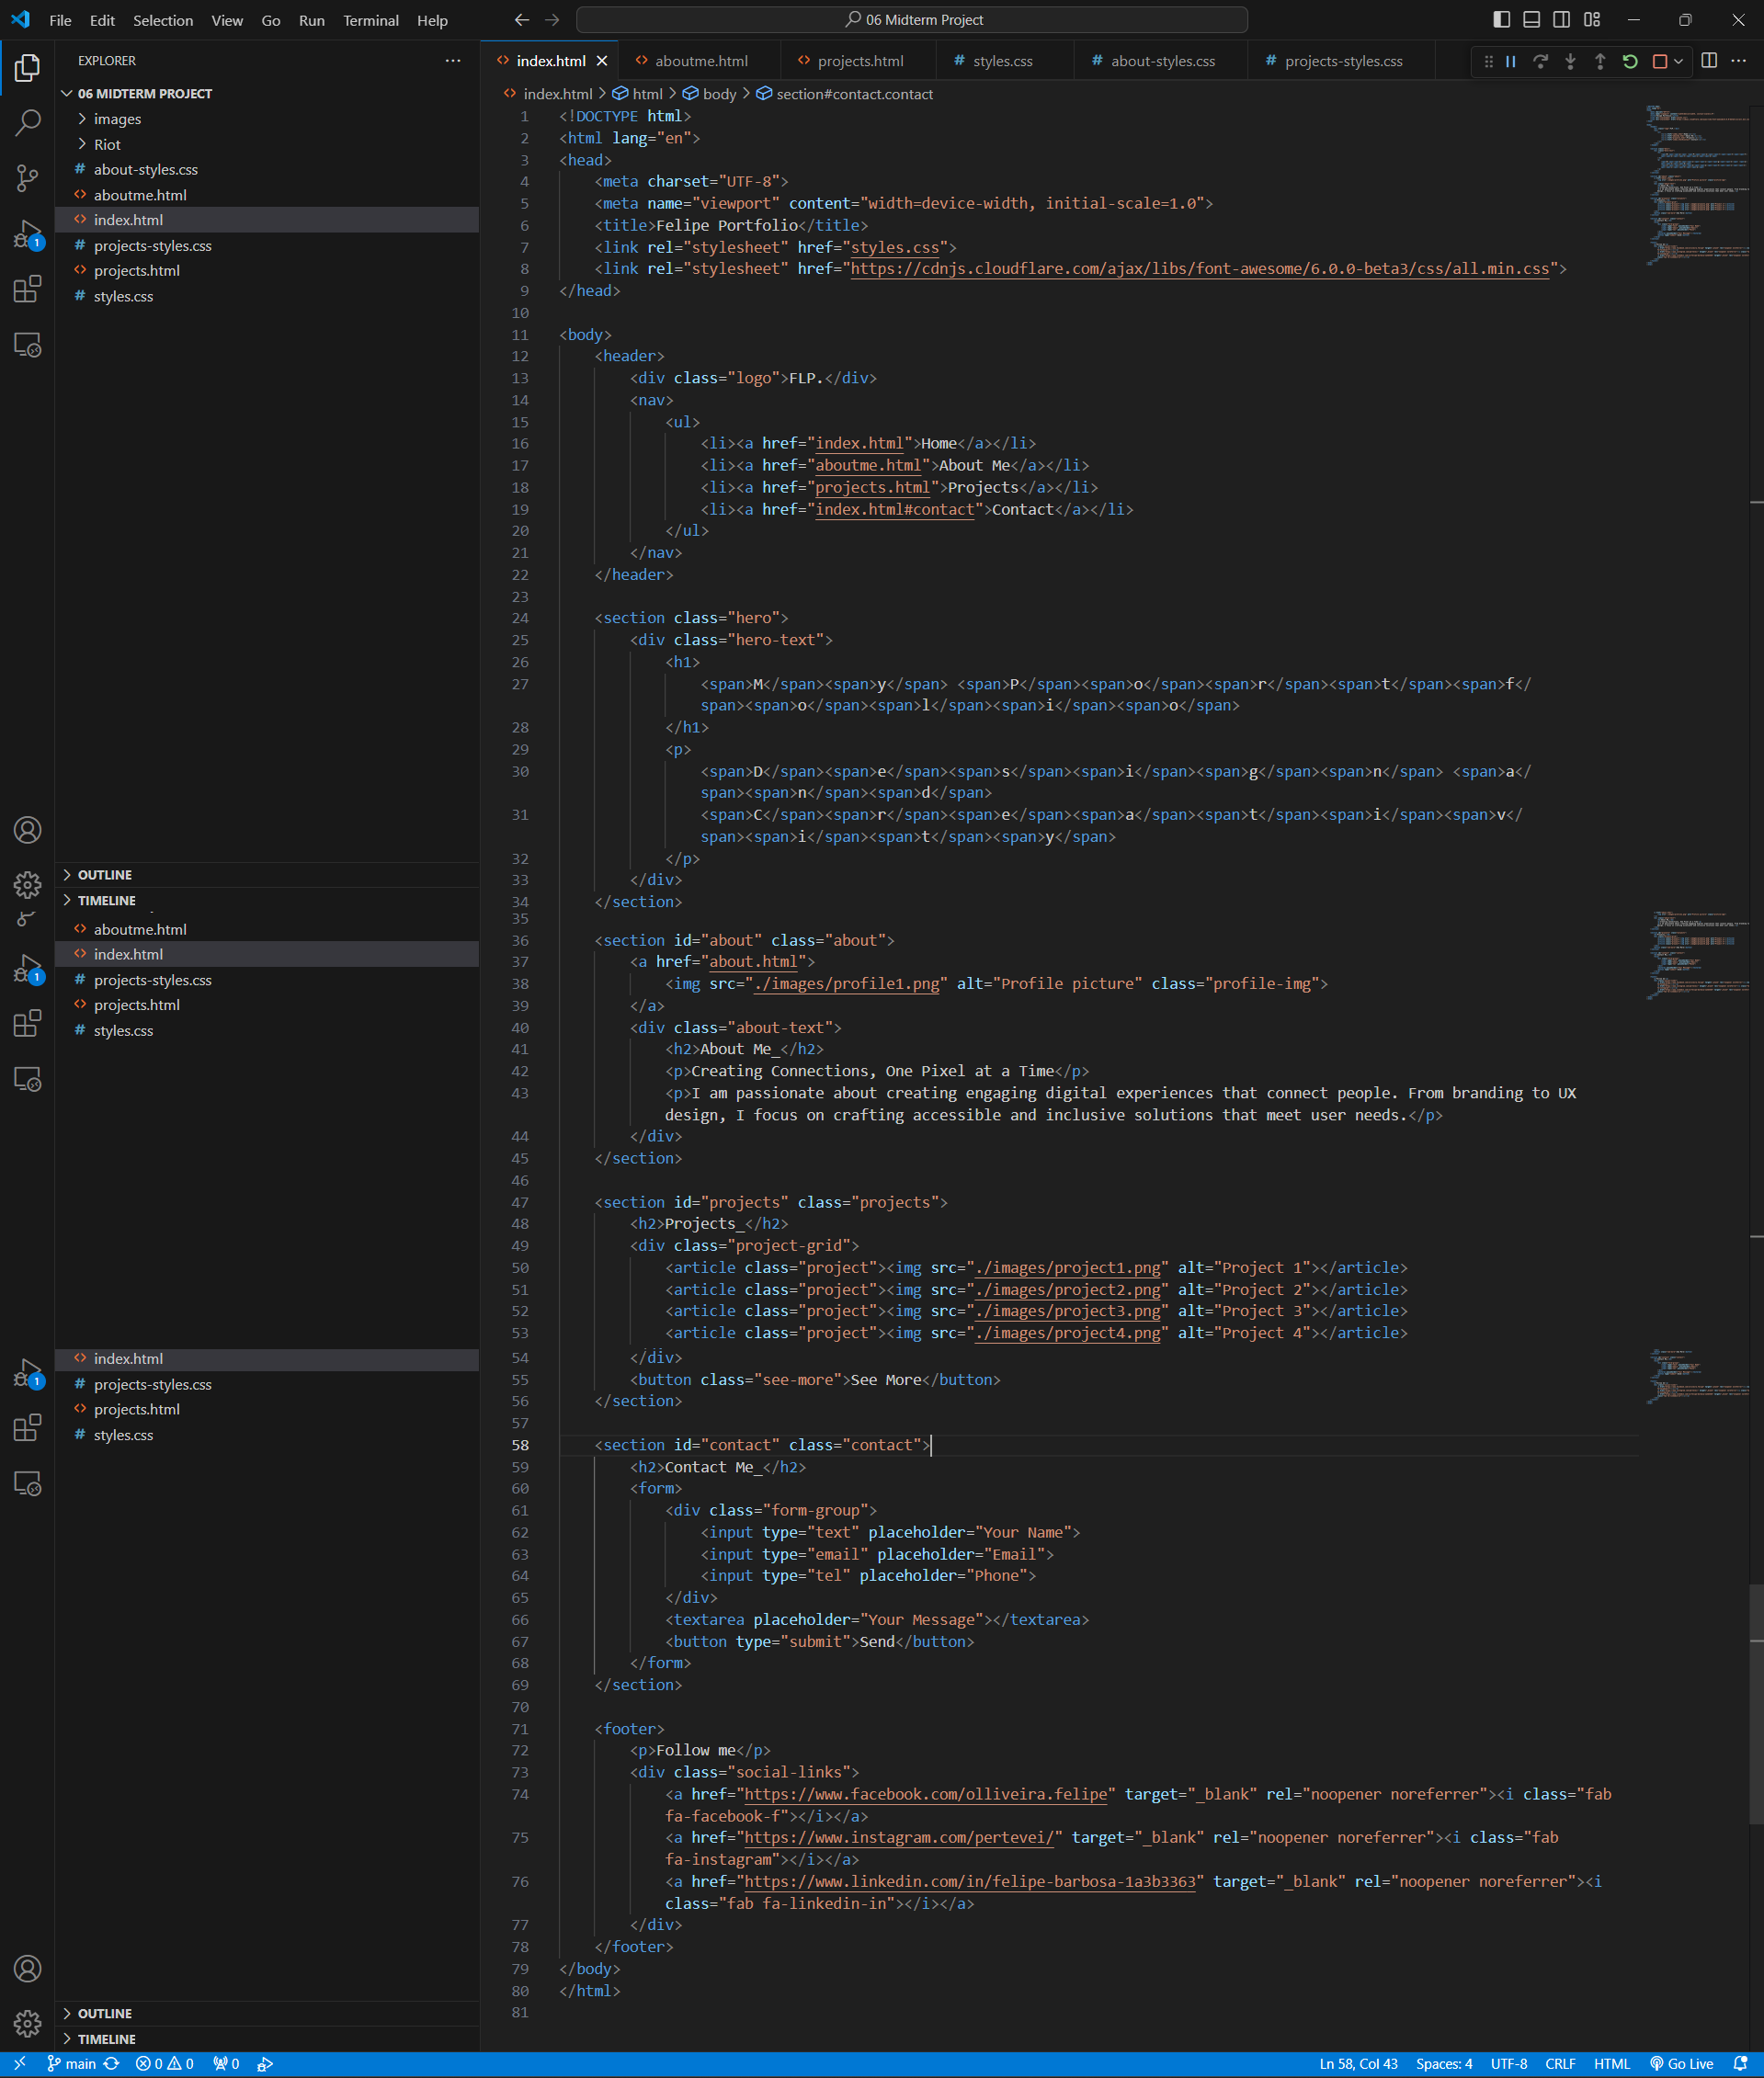 File Edit Selection View Go Run Terminal Help
06 Midterm Project
EXPLORER
06 MIDTERM PROJECT
images
Riot
about-styles.css
aboutme.html
index.html
projects-styles.css
projects.html
styles.css
1
OUTLINE
TIMELINE
aboutme.html
index.html
projects-styles.css
projects.html
styles.css
1
index.html
projects-styles.css
projects.html
styles.css
1
OUTLINE
TIMELINE
index.html aboutme.html projects.html styles.css about-styles.css projects-styles.css
index.html > html > body > section#contact.contact
1 <!DOCTYPE html>
2 <html lang="en">
3 <head>
4 <meta charset="UTF-8">
5 <meta name="viewport" content="width=device-width, initial-scale=1.0">
6 <title>Felipe Portfolio</title>
7 <link rel="stylesheet" href="styles.css">
8 <link rel="stylesheet" href="https://cdnjs.cloudflare.com/ajax/libs/font-awesome/6.0.0-beta3/css/all.min.css">
9 </head>
10
11 <body>
12 <header>
13 <div class="logo">FLP.</div>
14 <nav>
15 <ul>
16 <li><a href="index.html">Home</a></li>
17 <li><a href="aboutme.html">About Me</a></li>
18 <li><a href="projects.html">Projects</a></li>
19 <li><a href="index.html#contact">Contact</a></li>
20 </ul>
21 </nav>
22 </header>
23
24 <section class="hero">
25 <div class="hero-text">
26 <h1>
27 <span>M</span><span>y</span> <span>P</span><span>o</span><span>r</span><span>t</span><span>f</
span><span>o</span><span>l</span><span>i</span><span>o</span>
28 </h1>
29 <p>
30 <span>D</span><span>e</span><span>s</span><span>i</span><span>g</span><span>n</span> <span>a</
span><span>n</span><span>d</span>
31 <span>C</span><span>r</span><span>e</span><span>a</span><span>t</span><span>i</span><span>v</
span><span>i</span><span>t</span><span>y</span>
32 </p>
33 </div>
34 </section>
35
36 <section id="about" class="about">
37 <a href="about.html">
38 <img src="./images/profile1.png" alt="Profile picture" class="profile-img">
39 </a>
40 <div class="about-text">
41 <h2>About Me_</h2>
42 <p>Creating Connections, One Pixel at a Time</p>
43 <p>I am passionate about creating engaging digital experiences that connect people. From branding to UX
design, I focus on crafting accessible and inclusive solutions that meet user needs.</p>
44 </div>
45 </section>
46
47 <section id="projects" class="projects">
48 <h2>Projects_</h2>
49 <div class="project-grid">
50 <article class="project"><img src="./images/project1.png" alt="Project 1"></article>
51 <article class="project"><img src="./images/project2.png" alt="Project 2"></article>
52 <article class="project"><img src="./images/project3.png" alt="Project 3"></article>
53 <article class="project"><img src="./images/project4.png" alt="Project 4"></article>
54 </div>
55 <button class="see-more">See More</button>
56 </section>
57
58 <section id="contact" class="contact">
59 <h2>Contact Me_</h2>
60 <form>
61 <div class="form-group">
62 <input type="text" placeholder="Your Name">
63 <input type="email" placeholder="Email">
64 <input type="tel" placeholder="Phone">
65 </div>
66 <textarea placeholder="Your Message"></textarea>
67 <button type="submit">Send</button>
68 </form>
69 </section>
70
71 <footer>
72 <p>Follow me</p>
73 <div class="social-links">
74 <a href="https://www.facebook.com/olliveira.felipe" target="_blank" rel="noopener noreferrer"><i class="fab
fa-facebook-f"></i></a>
75 <a href="https://www.instagram.com/pertevei/" target="_blank" rel="noopener noreferrer"><i class="fab
fa-instagram"></i></a>
76 <a href="https://www.linkedin.com/in/felipe-barbosa-1a3b3363" target="_blank" rel="noopener noreferrer"><i
class="fab fa-linkedin-in"></i></a>
77 </div>
78 </footer>
79 </body>
80 </html>
81
main 0 0 0 Ln 58, Col 43 Spaces: 4 UTF-8 CRLF HTML Go Live